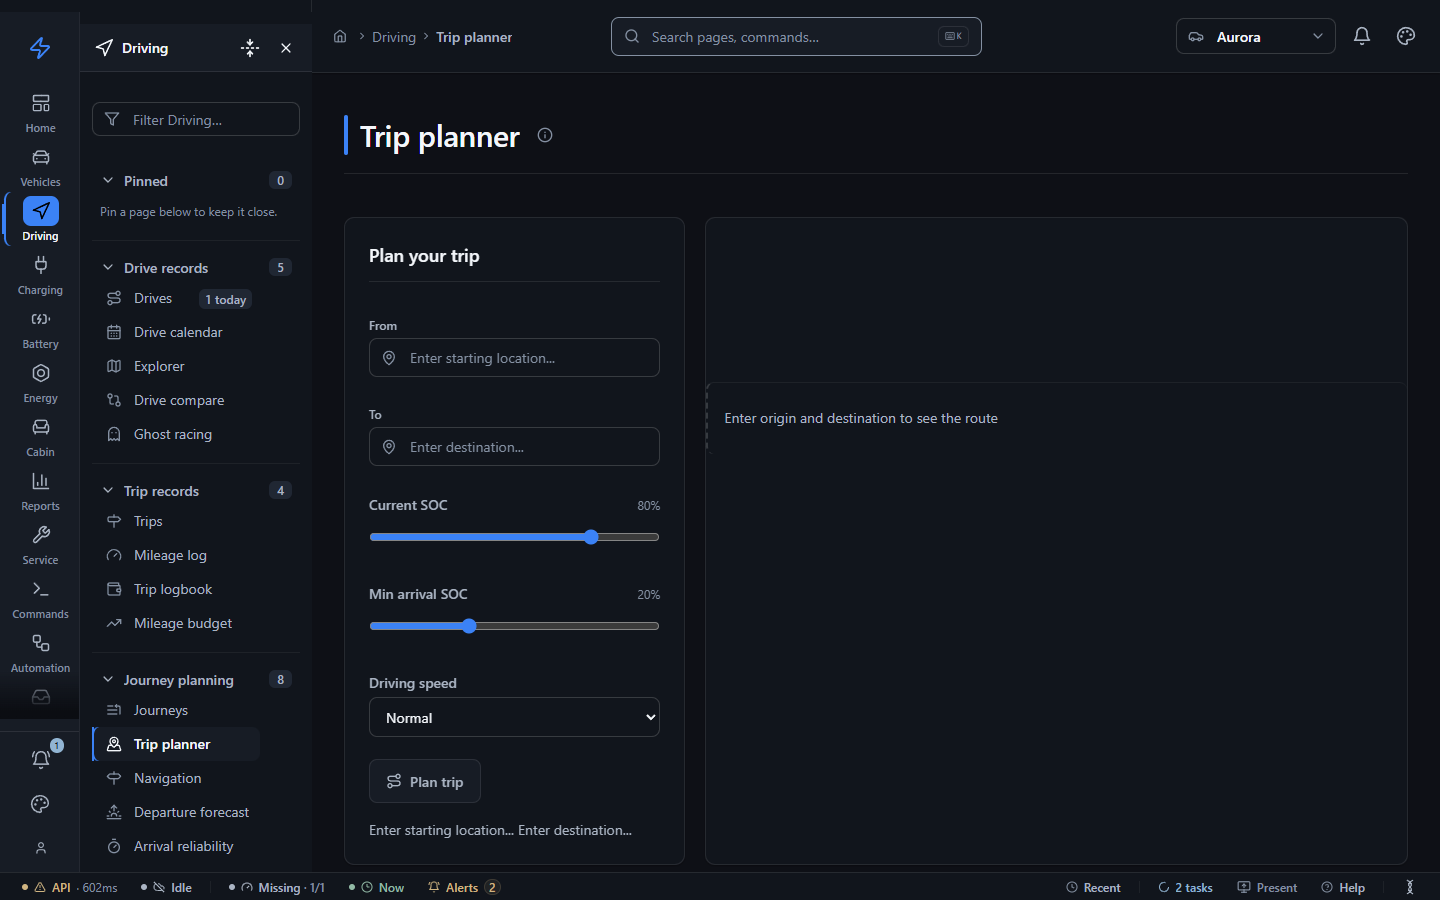 Driving
Driving
Trip planner
Search pages, commands...
K
Aurora
Home
Vehicles
Driving
Charging
Battery
Energy
Cabin
Reports
Service
Commands
Automation
1
Filter Driving...
Pinned
0
Pin a page below to keep it close.
Drive records
5
Drives
1 today
Drive calendar
Explorer
Drive compare
Ghost racing
Trip records
4
Trips
Mileage log
Trip logbook
Mileage budget
Journey planning
8
Journeys
Trip planner
Navigation
Departure forecast
Arrival reliability
Trip planner
Plan your trip
From
Enter starting location...
To
Enter destination...
Current SOC
80%
Min arrival SOC
20%
Driving speed
Normal
Plan trip
Enter starting location... Enter destination...
Enter origin and destination to see the route
API · 602ms
Idle
Missing · 1/1
Now
Alerts 2
Recent
2 tasks
Present
Help